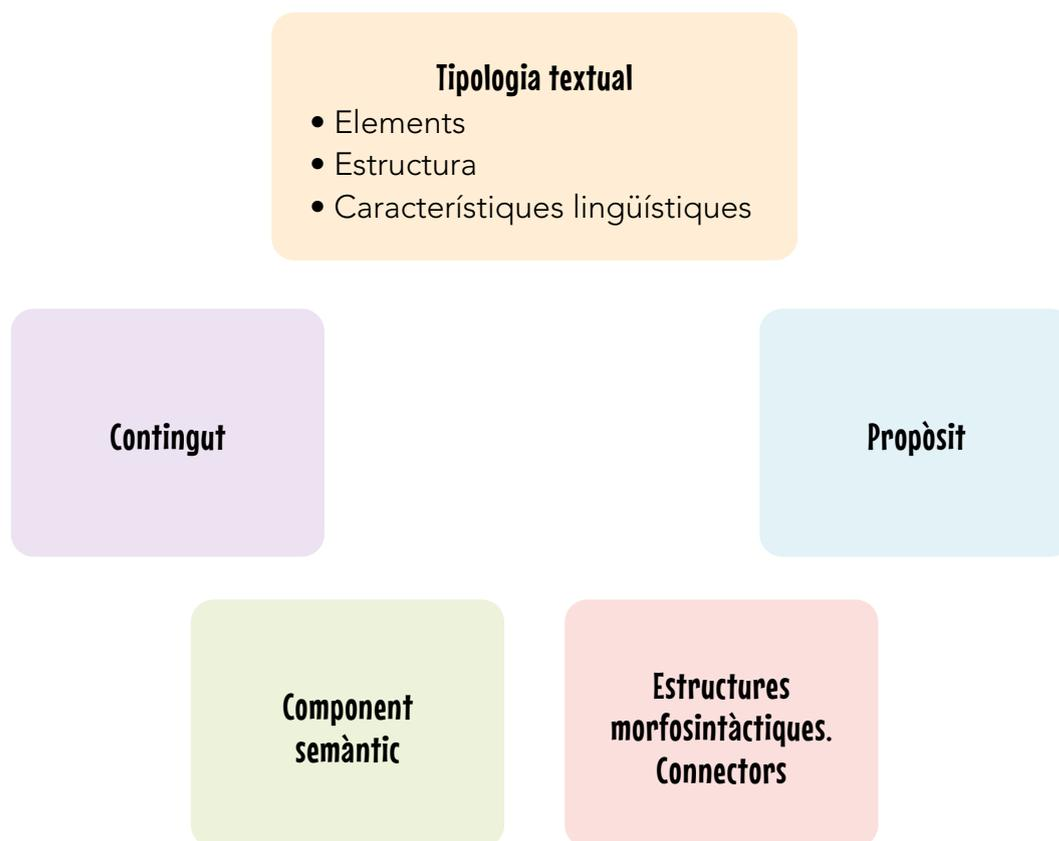 Tipologia textual
• Elements
• Estructura
• Característiques lingüístiques
Contingut
Propòsit
Component
semàntic
Estructures
morfosintàctiques.
Connectors